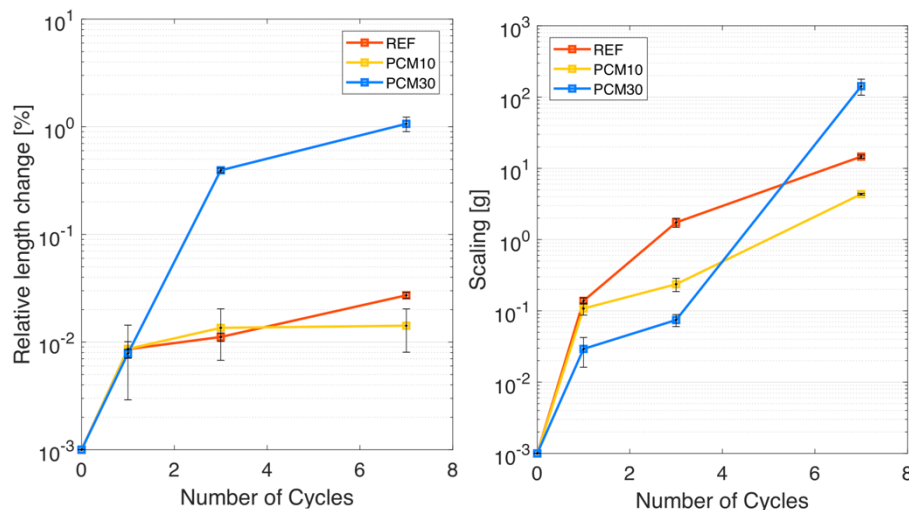 10^1
10^0
10^-1
10^-2
10^-3
Relative length change [%]
REF
PCM10
PCM30
0
2
4
6
8
Number of Cycles
10^3
10^2
10^1
10^0
10^-1
10^-2
10^-3
Scaling [g]
REF
PCM10
PCM30
0
2
4
6
8
Number of Cycles